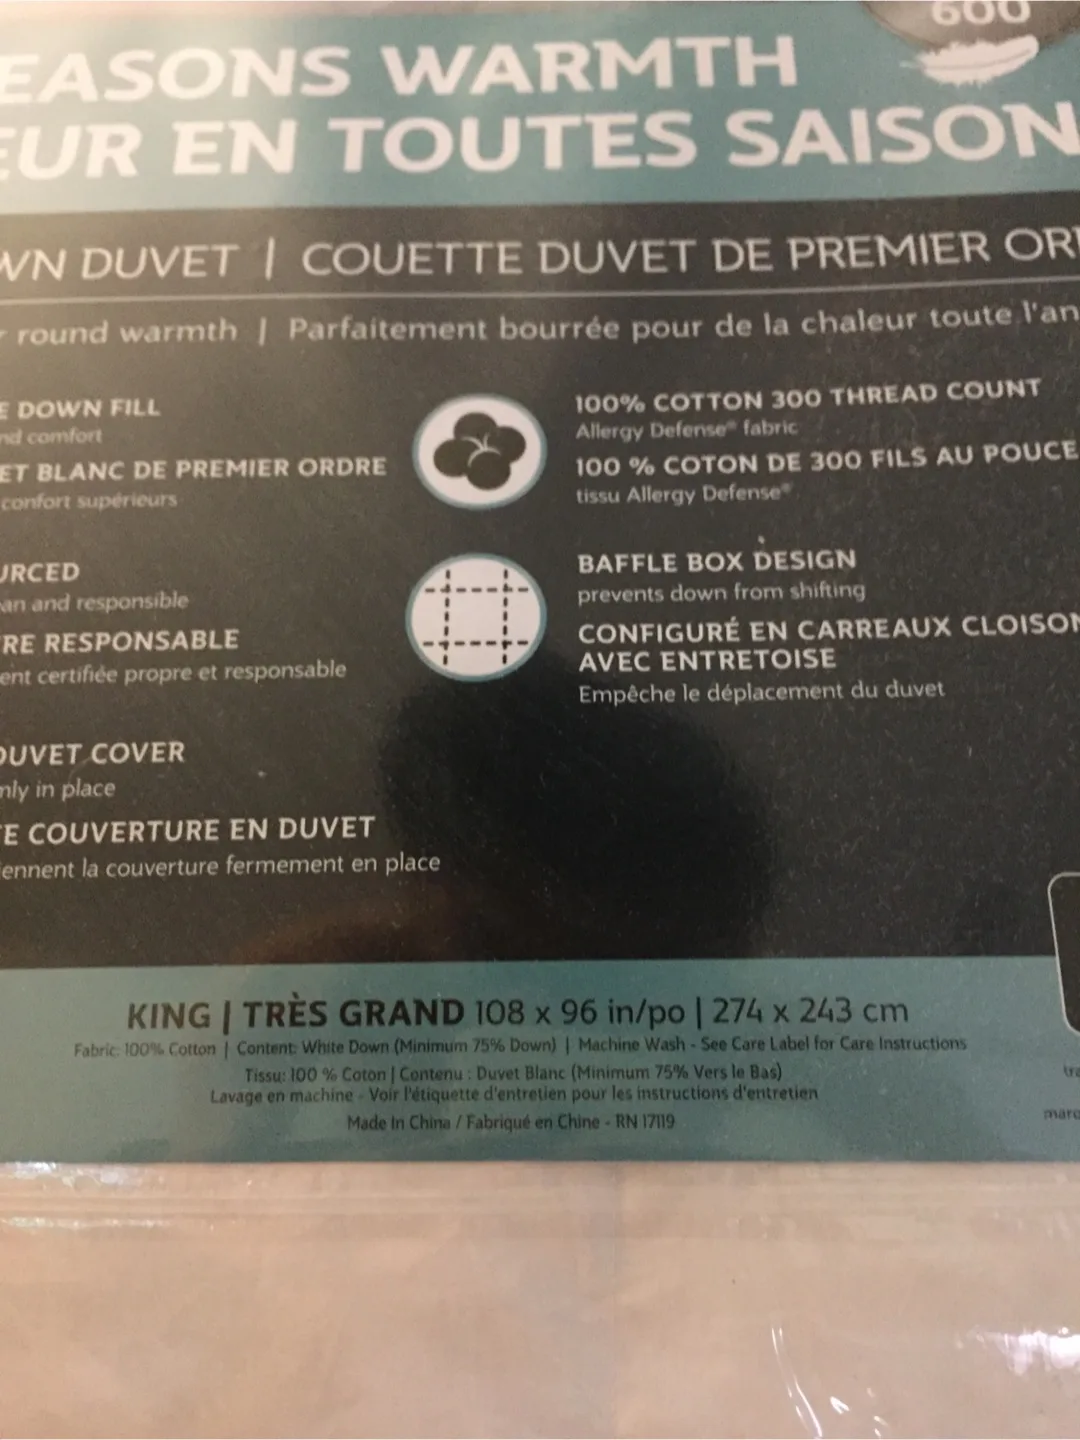 600
EASONS WARMTH
EUR EN TOUTES SAISON
WN DUVET | COUETTE DUVET DE PREMIER OR
r round warmth | Parfaitement bourrée pour de la chaleur toute l'an
E DOWN FILL
nd comfort
ET BLANC DE PREMIER ORDRE
confort supérieurs
100% COTTON 300 THREAD COUNT
Allergy Defense® fabric
100 % COTON DE 300 FILS AU POUCE
tissu Allergy Defense®
URCED
an and responsible
RE RESPONSABLE
ent certifiée propre et responsable
BAFFLE BOX DESIGN
prevents down from shifting
CONFIGURÉ EN CARREAUX CLOISON
AVEC ENTRETOISE
Empêche le déplacement du duvet
DUVET COVER
nly in place
E COUVERTURE EN DUVET
iennent la couverture fermement en place
KING | TRÈS GRAND 108 x 96 in/po | 274 x 243 cm
Fabric: 100% Cotton | Content: White Down (Minimum 75% Down) | Machine Wash - See Care Label for Care Instructions
Tissu: 100 % Coton | Contenu : Duvet Blanc (Minimum 75% Vers le Bas)
Lavage en machine - Voir l'étiquette d'entretien pour les instructions d'entretien
Made In China / Fabriqué en Chine - RN 17119
tra
marc